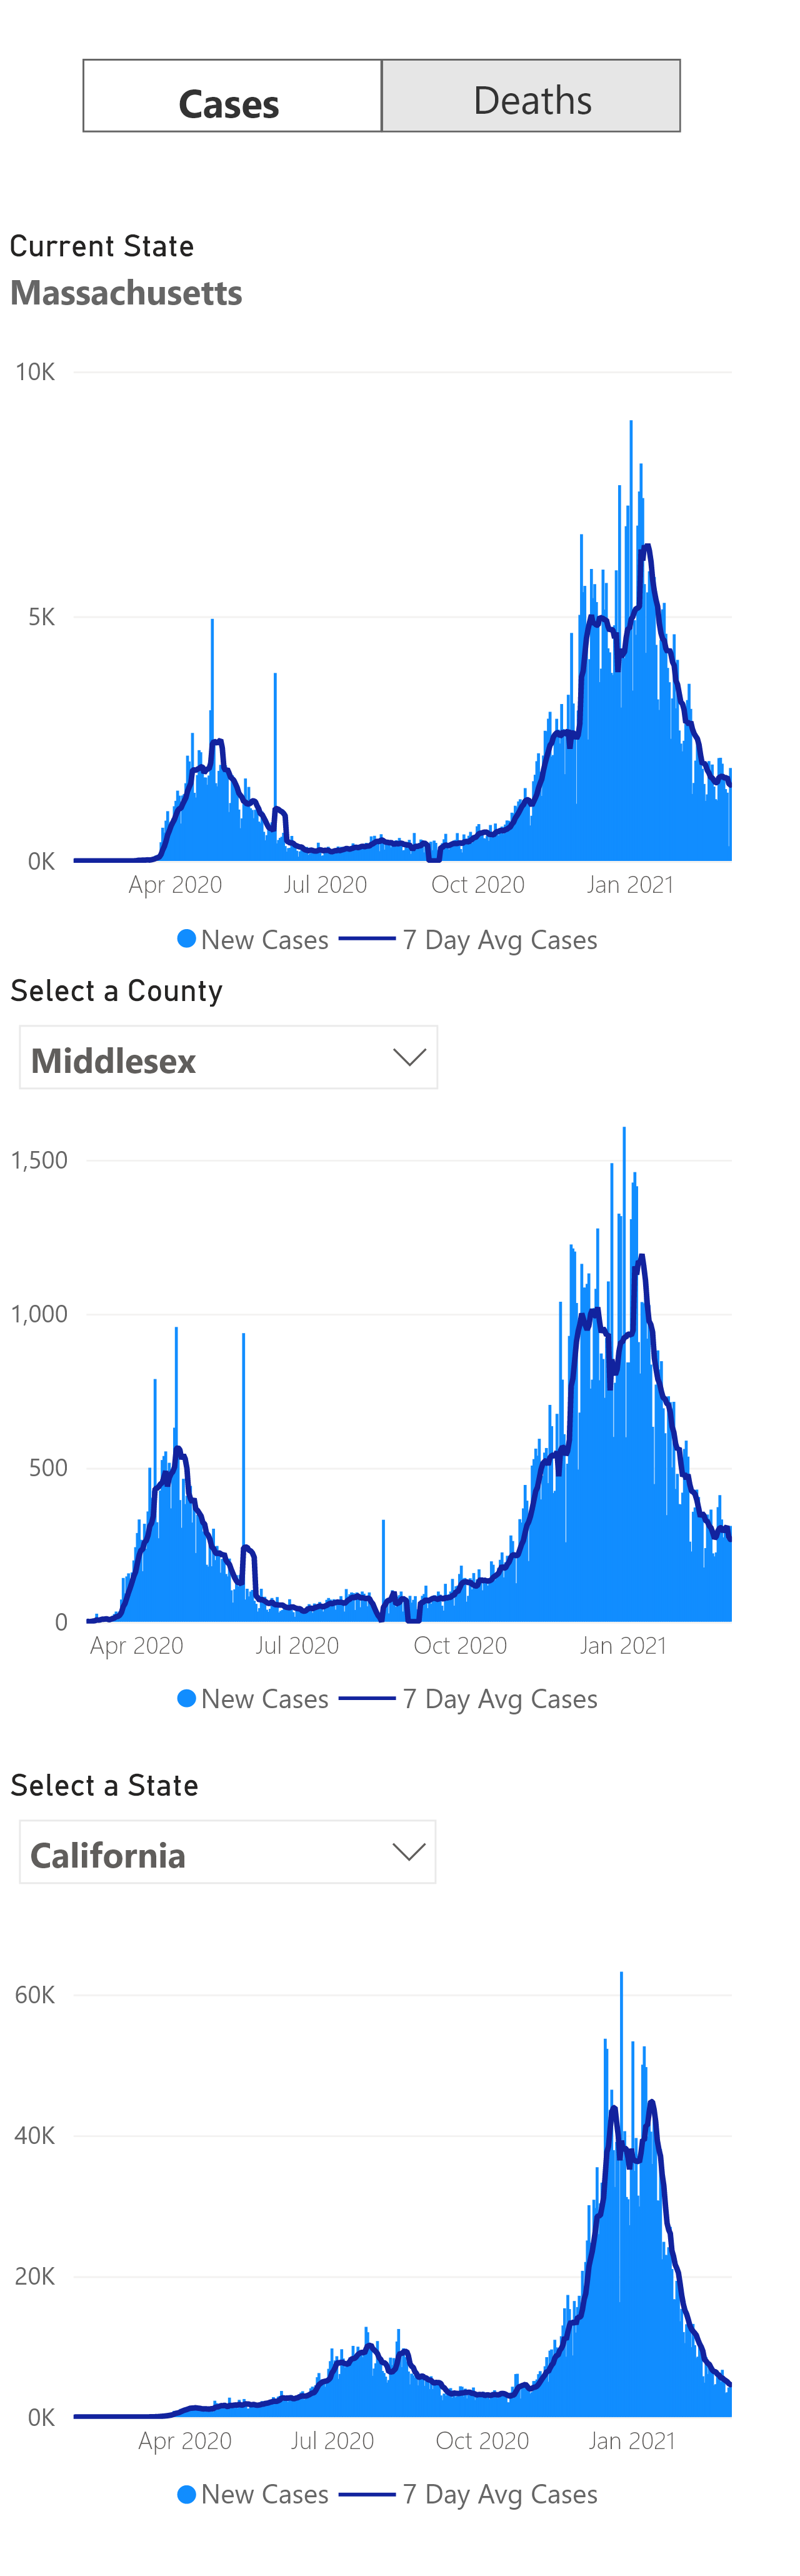 Cases Deaths
Current State
Massachusetts
10K
5K
0K
Apr 2020 Jul 2020 Oct 2020 Jan 2021
New Cases 7 Day Avg Cases
Select a County
Middlesex
1,500
1,000
500
0
Apr 2020 Jul 2020 Oct 2020 Jan 2021
New Cases 7 Day Avg Cases
Select a State
California
60K
40K
20K
0K
Apr 2020 Jul 2020 Oct 2020 Jan 2021
New Cases 7 Day Avg Cases